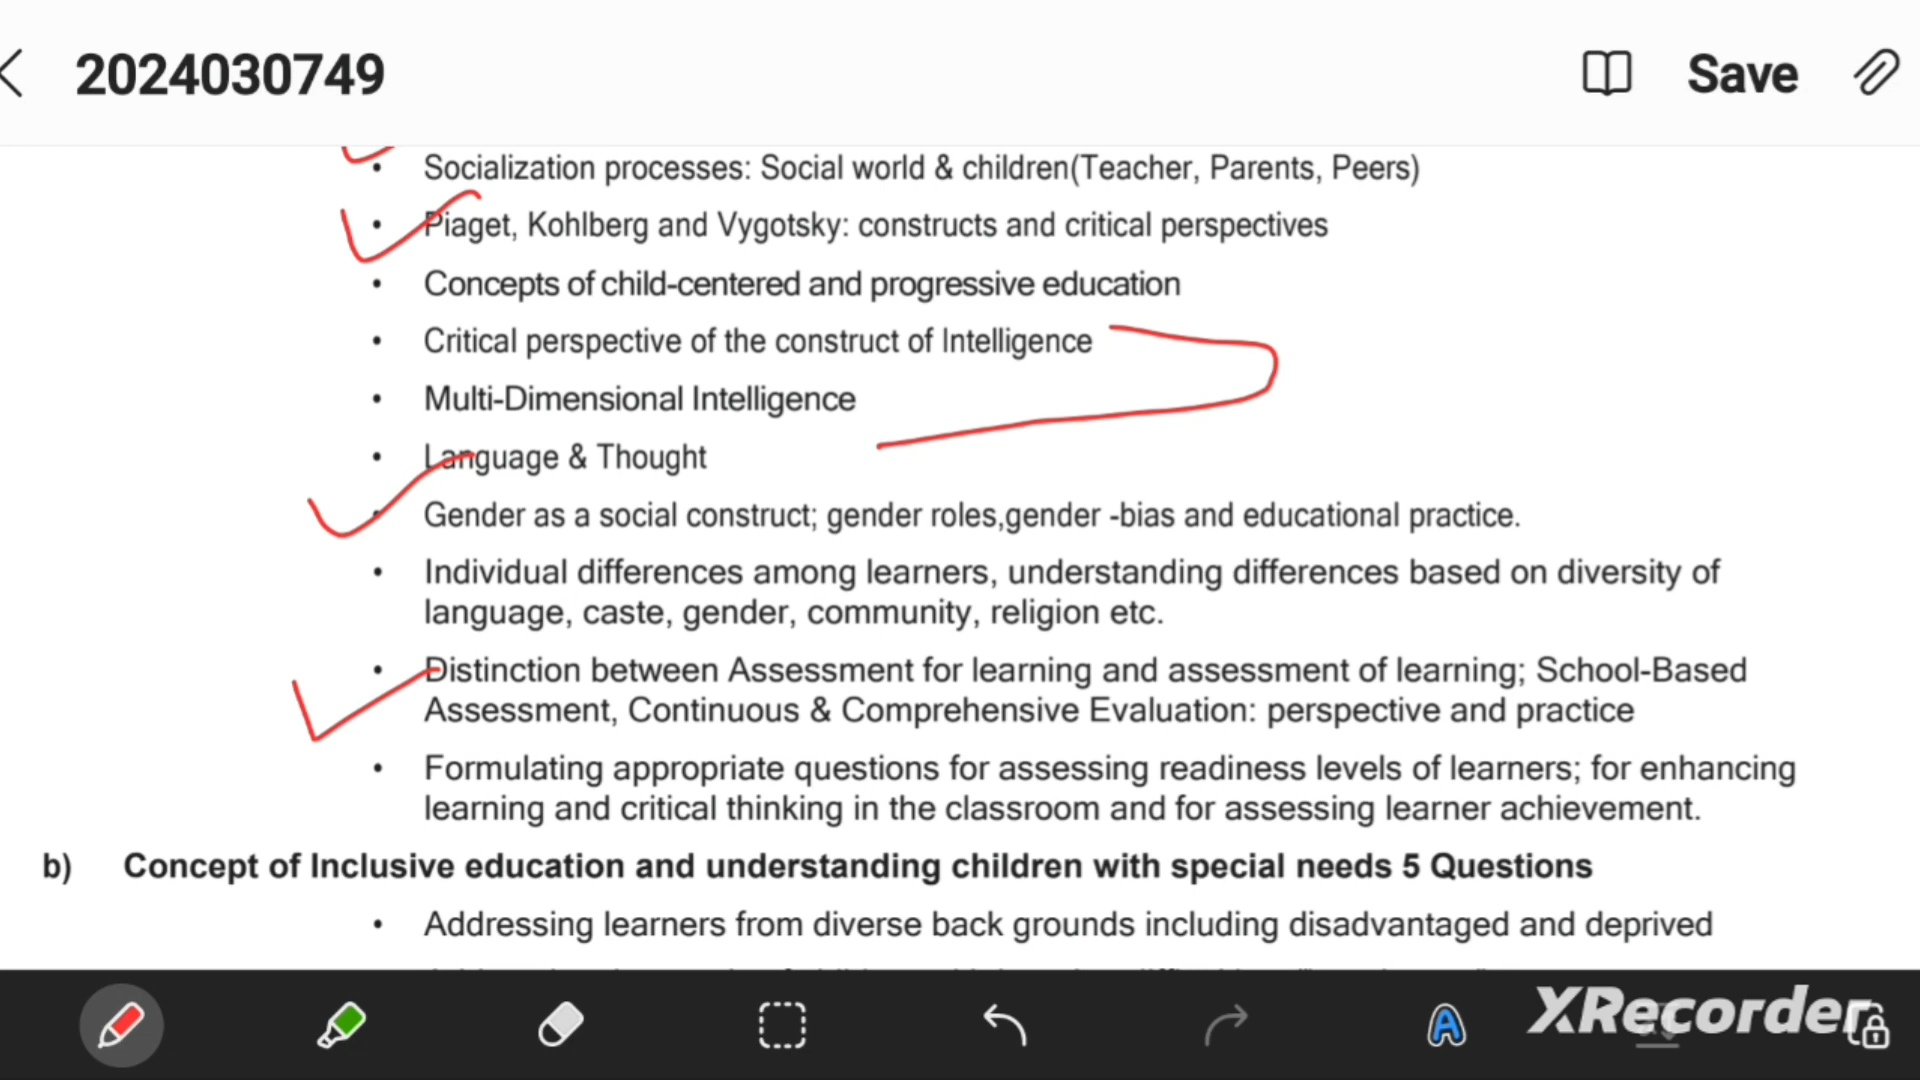 2024030749
Save
• Socialization processes: Social world & children(Teacher, Parents, Peers)
• Piaget, Kohlberg and Vygotsky: constructs and critical perspectives
• Concepts of child-centered and progressive education
• Critical perspective of the construct of Intelligence
• Multi-Dimensional Intelligence
• Language & Thought
• Gender as a social construct; gender roles,gender -bias and educational practice.
• Individual differences among learners, understanding differences based on diversity of
language, caste, gender, community, religion etc.
• Distinction between Assessment for learning and assessment of learning; School-Based
Assessment, Continuous & Comprehensive Evaluation: perspective and practice
• Formulating appropriate questions for assessing readiness levels of learners; for enhancing
learning and critical thinking in the classroom and for assessing learner achievement.
b) Concept of Inclusive education and understanding children with special needs 5 Questions
• Addressing learners from diverse back grounds including disadvantaged and deprived
A
XRecorder